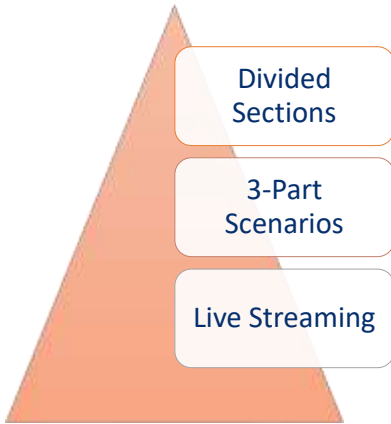 Divided
Sections
3-Part
Scenarios
Live Streaming